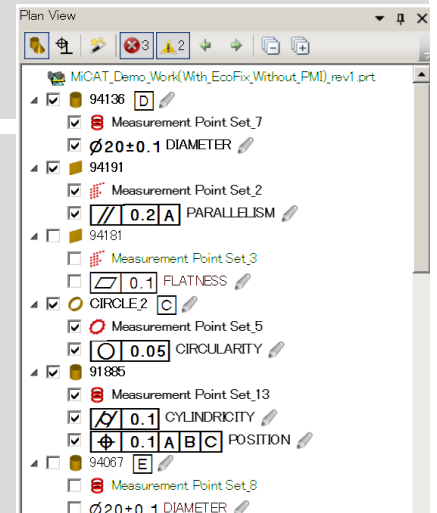 Plan View
3 2
MiCAT_Demo_Work(With_EcoFix_Without_PMI)_rev1.prt
94136 D
Measurement Point Set_7
Ø20±0.1 DIAMETER
94191
Measurement Point Set_2
// 0.2 A PARALLELISM
94181
Measurement Point Set_3
⏥ 0.1 FLATNESS
CIRCLE_2 C
Measurement Point Set_5
○ 0.05 CIRCULARITY
91885
Measurement Point Set_13
⌭ 0.1 CYLINDRICITY
⌖ 0.1 A B C POSITION
94067 E
Measurement Point Set_8
Ø20±0.1 DIAMETER